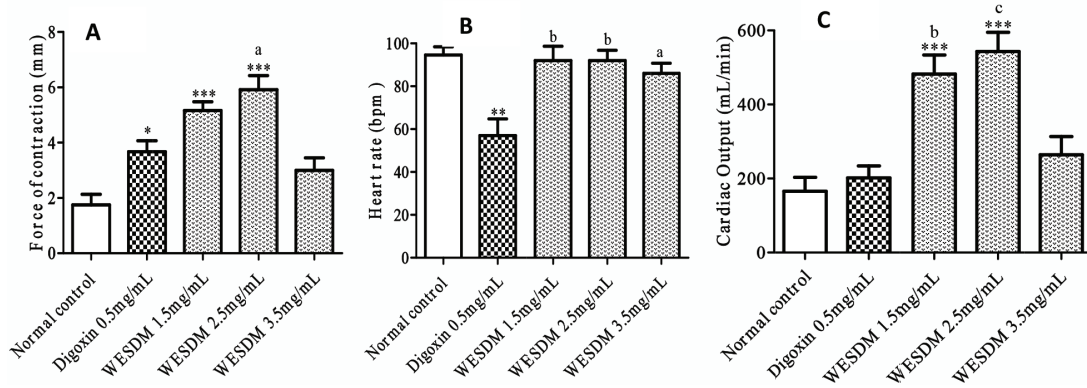 A
Force of contraction (mm)
8
6
4
2
0
*
***
a
***
Normal control
Digoxin 0.5mg/mL
WESDM 1.5mg/mL
WESDM 2.5mg/mL
WESDM 3.5mg/mL
B
Heart rate (bpm)
100
80
60
40
20
0
**
b
b
a
Normal control
Digoxin 0.5mg/mL
WESDM 1.5mg/mL
WESDM 2.5mg/mL
WESDM 3.5mg/mL
C
Cardiac Output (mL/min)
600
400
200
0
b
***
c
***
Normal control
Digoxin 0.5mg/mL
WESDM 1.5mg/mL
WESDM 2.5mg/mL
WESDM 3.5mg/mL